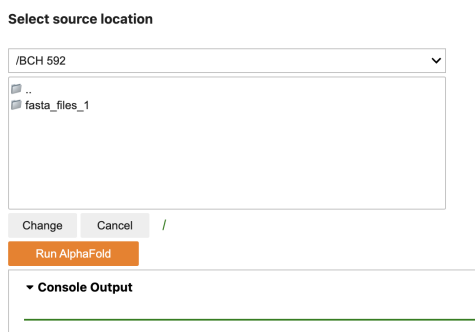 Select source location
/BCH 592
..
fasta_files_1
Change Cancel /
Run AlphaFold
Console Output